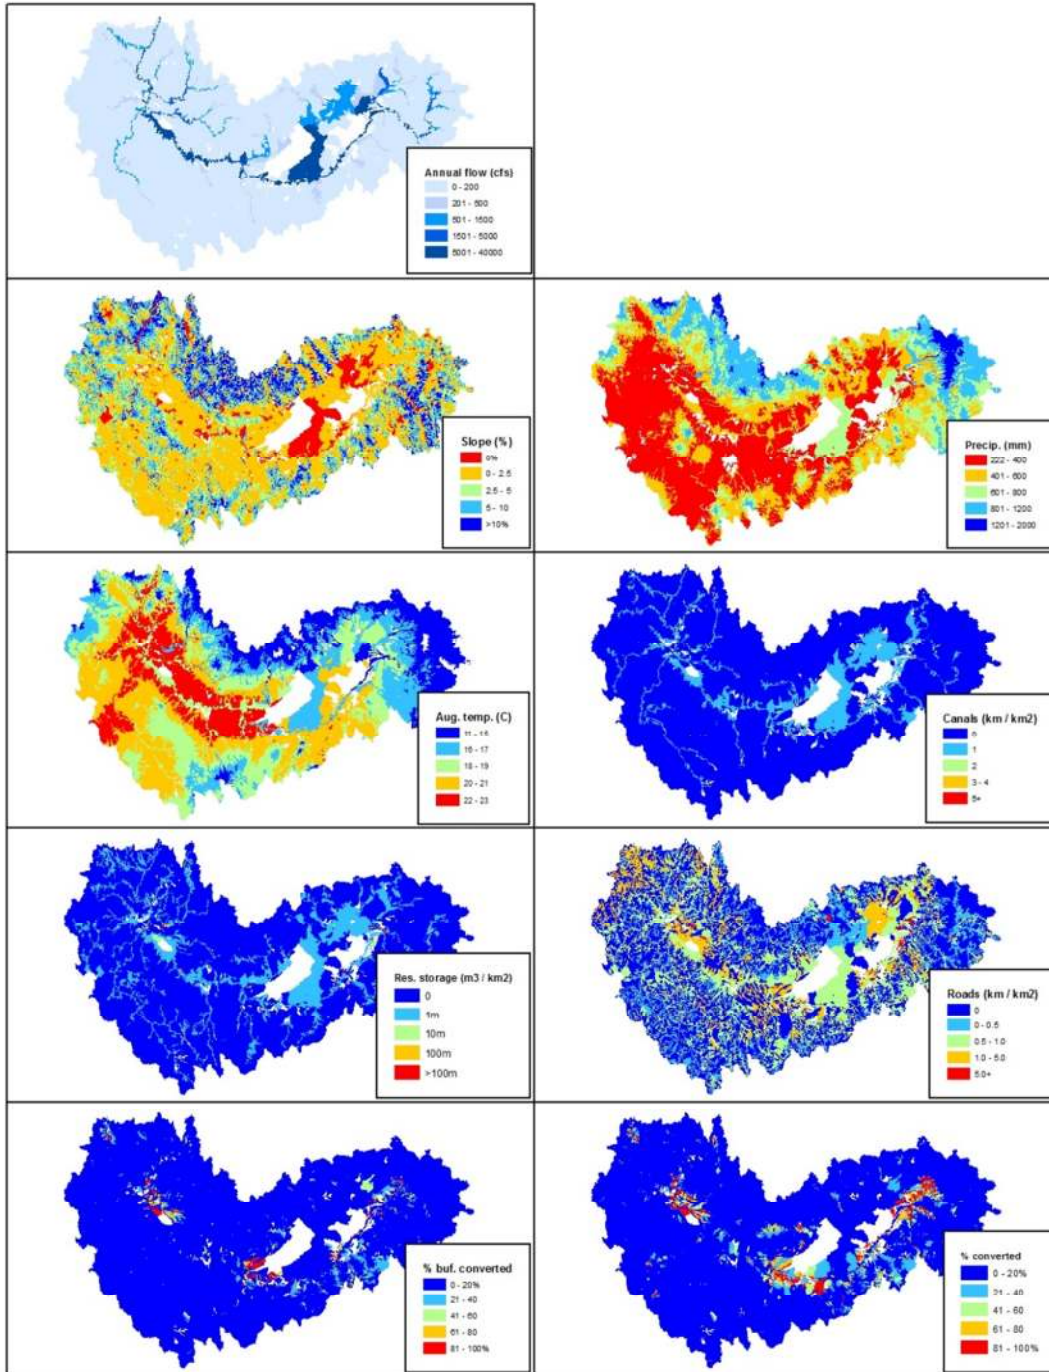 Annual flow (cfs)
0 - 200
201 - 500
501 - 1500
1501 - 5000
5001 - 40000
Slope (%)
0%
0 - 2.5
2.5 - 5
5 - 10
>10%
Precip. (mm)
222 - 400
401 - 600
601 - 800
801 - 1200
1201 - 2000
Aug. temp. (C)
16 - 17
18 - 19
20 - 21
22 - 23
Canals (km / km2)
0
1
2
3 - 4
5+
Res. storage (m3 / km2)
0
1m
10m
100m
>100m
Roads (km / km2)
0
0 - 0.5
0.5 - 1.0
1.0 - 5.0
5.0+
% buf. converted
0 - 20%
21 - 40
41 - 60
61 - 80
81 - 100%
% converted
0 - 20%
21 - 40
41 - 60
61 - 80
81 - 100%